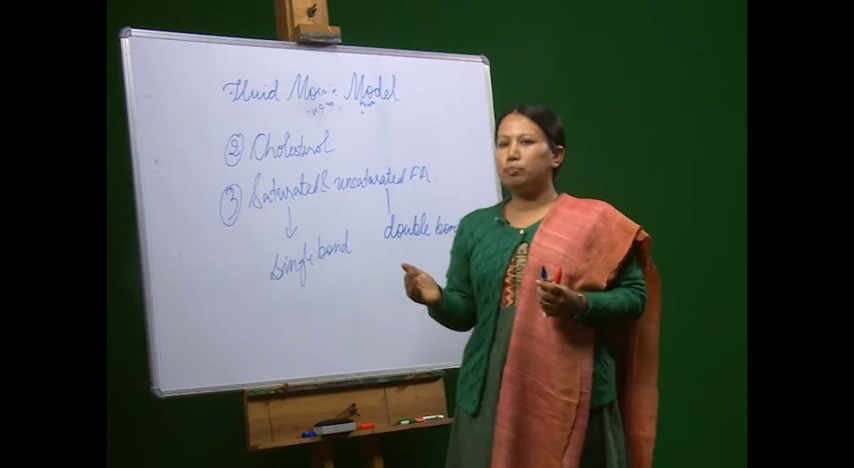 Fluid Mosaic Model
② Cholesterol
③ Saturated & unsaturated FA.
Single bond
double bon